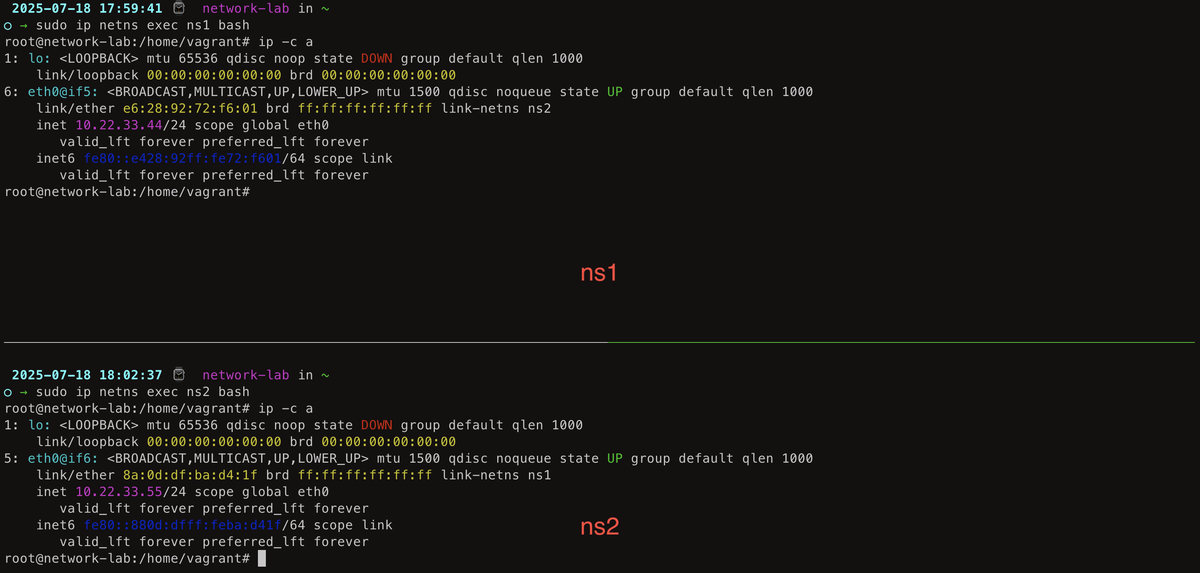 2025-07-18 17:59:41 network-lab in ~
○ → sudo ip netns exec ns1 bash
root@network-lab:/home/vagrant# ip -c a
1: lo: <LOOPBACK> mtu 65536 qdisc noop state DOWN group default qlen 1000
    link/loopback 00:00:00:00:00:00 brd 00:00:00:00:00:00
6: eth0@if5: <BROADCAST,MULTICAST,UP,LOWER_UP> mtu 1500 qdisc noqueue state UP group default qlen 1000
    link/ether e6:28:92:72:f6:01 brd ff:ff:ff:ff:ff:ff link-netns ns2
    inet 10.22.33.44/24 scope global eth0
       valid_lft forever preferred_lft forever
    inet6 fe80::e428:92ff:fe72:f601/64 scope link
       valid_lft forever preferred_lft forever
root@network-lab:/home/vagrant#
ns1
2025-07-18 18:02:37 network-lab in ~
○ → sudo ip netns exec ns2 bash
root@network-lab:/home/vagrant# ip -c a
1: lo: <LOOPBACK> mtu 65536 qdisc noop state DOWN group default qlen 1000
    link/loopback 00:00:00:00:00:00 brd 00:00:00:00:00:00
5: eth0@if6: <BROADCAST,MULTICAST,UP,LOWER_UP> mtu 1500 qdisc noqueue state UP group default qlen 1000
    link/ether 8a:0d:df:ba:d4:1f brd ff:ff:ff:ff:ff:ff link-netns ns1
    inet 10.22.33.55/24 scope global eth0
       valid_lft forever preferred_lft forever
    inet6 fe80::880d:dfff:feba:d41f/64 scope link
       valid_lft forever preferred_lft forever
root@network-lab:/home/vagrant#
ns2